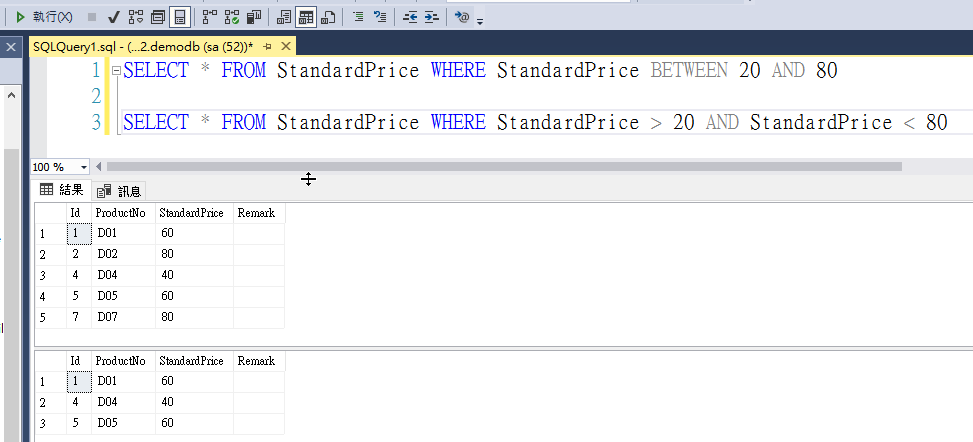 執行(X)
SQLQuery1.sql - (...2.demodb (sa (52))*
1 SELECT * FROM StandardPrice WHERE StandardPrice BETWEEN 20 AND 80
2
3 SELECT * FROM StandardPrice WHERE StandardPrice > 20 AND StandardPrice < 80
100 %
結果 訊息
Id ProductNo StandardPrice Remark
1 1 D01 60
2 2 D02 80
3 4 D04 40
4 5 D05 60
5 7 D07 80
Id ProductNo StandardPrice Remark
1 1 D01 60
2 4 D04 40
3 5 D05 60